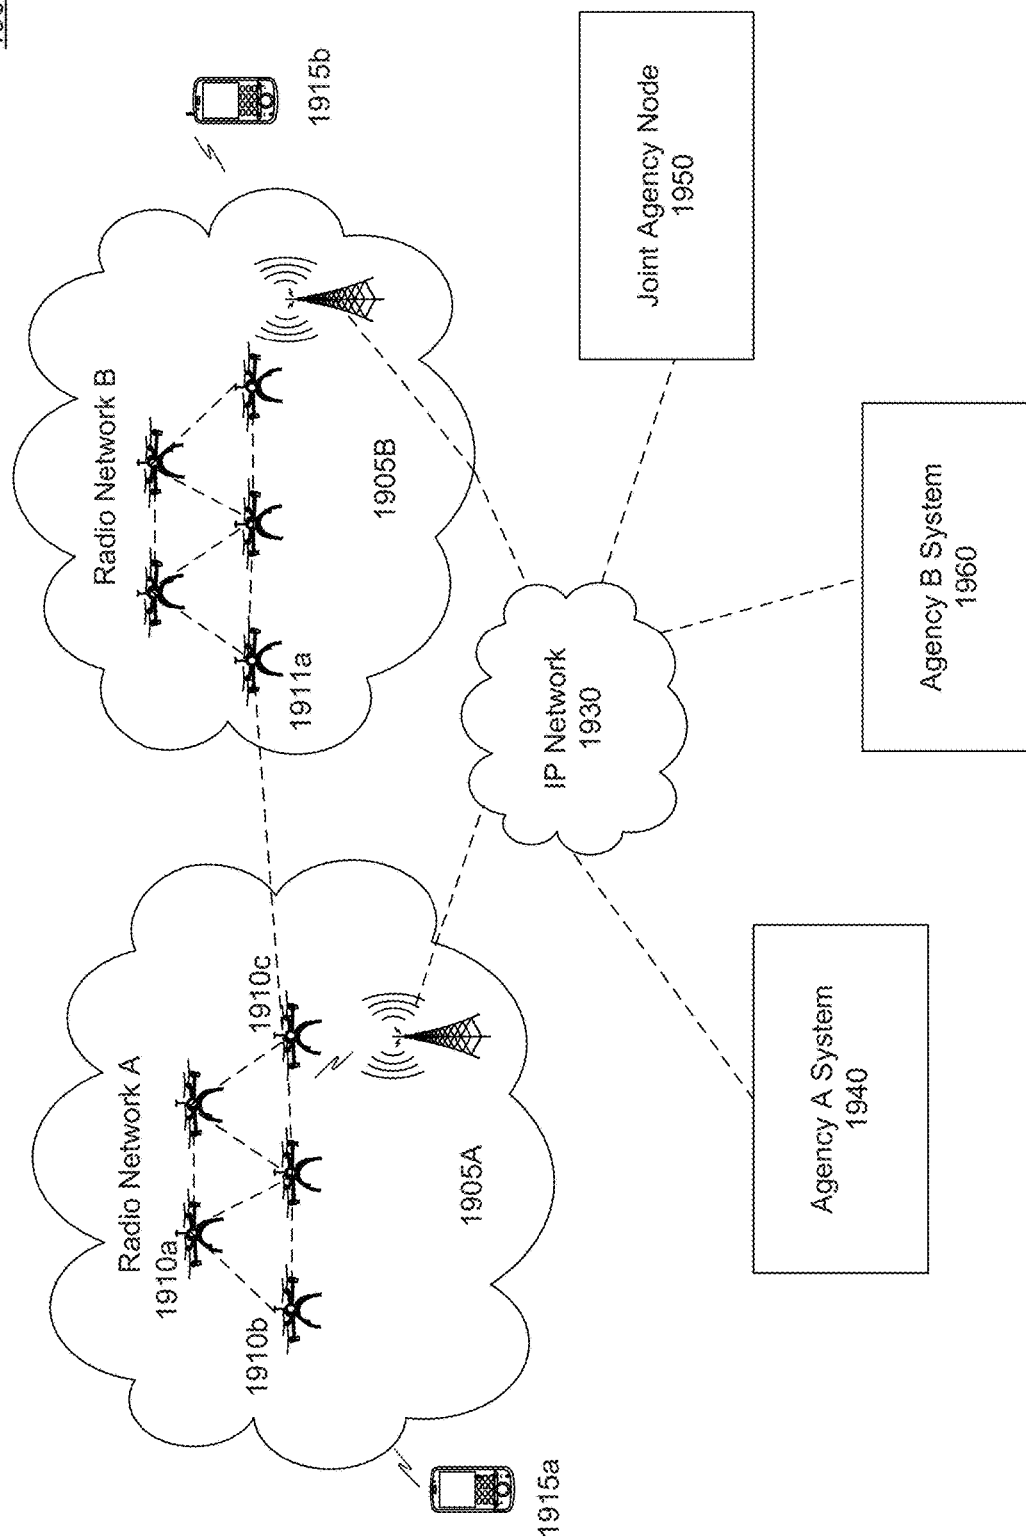 Radio Network A
1910a
1910b
1910c
1905A
1915a
Radio Network B
1911a
1905B
1915b
IP Network
1930
Agency A System
1940
Agency B System
1960
Joint Agency Node
1950